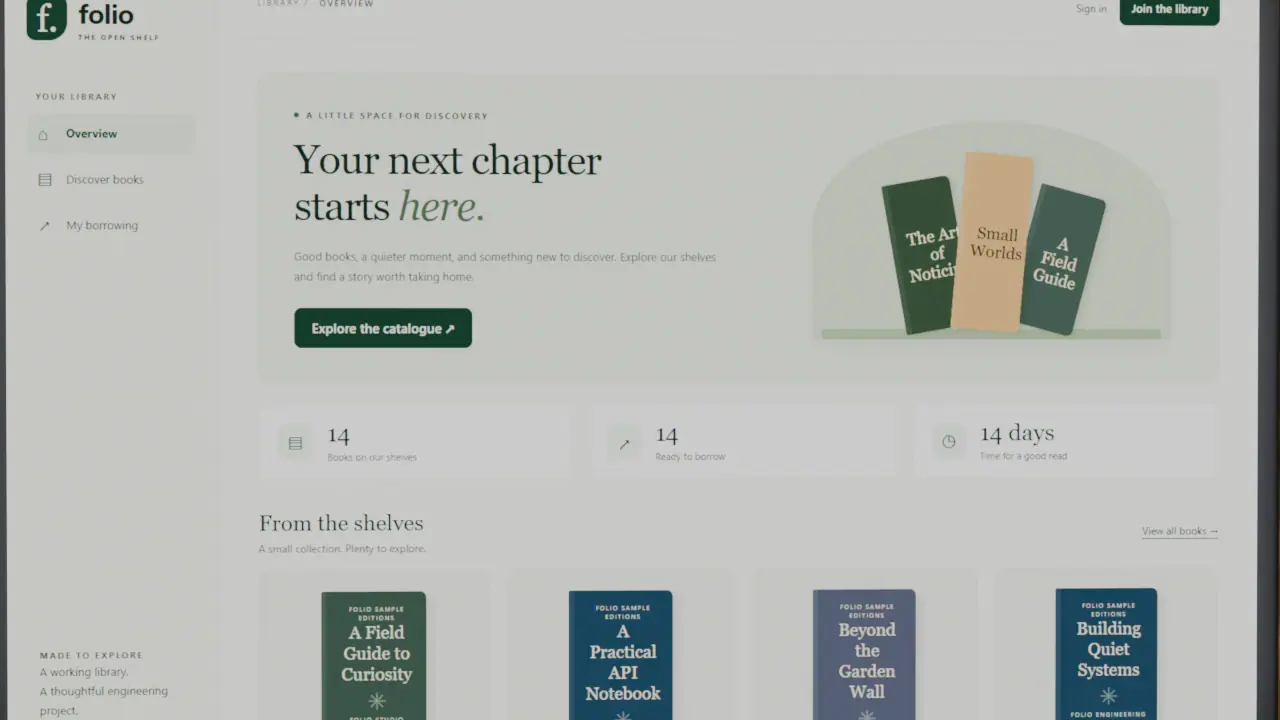 f. folio
THE OPEN SHELF
LIBRARY / OVERVIEW
Sign in
Join the library
YOUR LIBRARY
Overview
Discover books
My borrowing
A LITTLE SPACE FOR DISCOVERY
Your next chapter
starts here.
Good books, a quieter moment, and something new to discover. Explore our shelves
and find a story worth taking home.
Explore the catalogue ↗
The Art
of
Small
Worlds
A
Field
Guide
14
Books on our shelves
14
Ready to borrow
14 days
Time for a good read
From the shelves
A small collection. Plenty to explore.
View all books →
FOLIO SAMPLE
EDITIONS
A Field
Guide to
Curiosity
FOLIO STUDIO
FOLIO SAMPLE
EDITIONS
A
Practical
API
Notebook
FOLIO SAMPLE
EDITIONS
Beyond
the
Garden
Wall
FOLIO SAMPLE
EDITIONS
Building
Quiet
Systems
FOLIO ENGINEERING
MADE TO EXPLORE
A working library.
A thoughtful engineering
project.